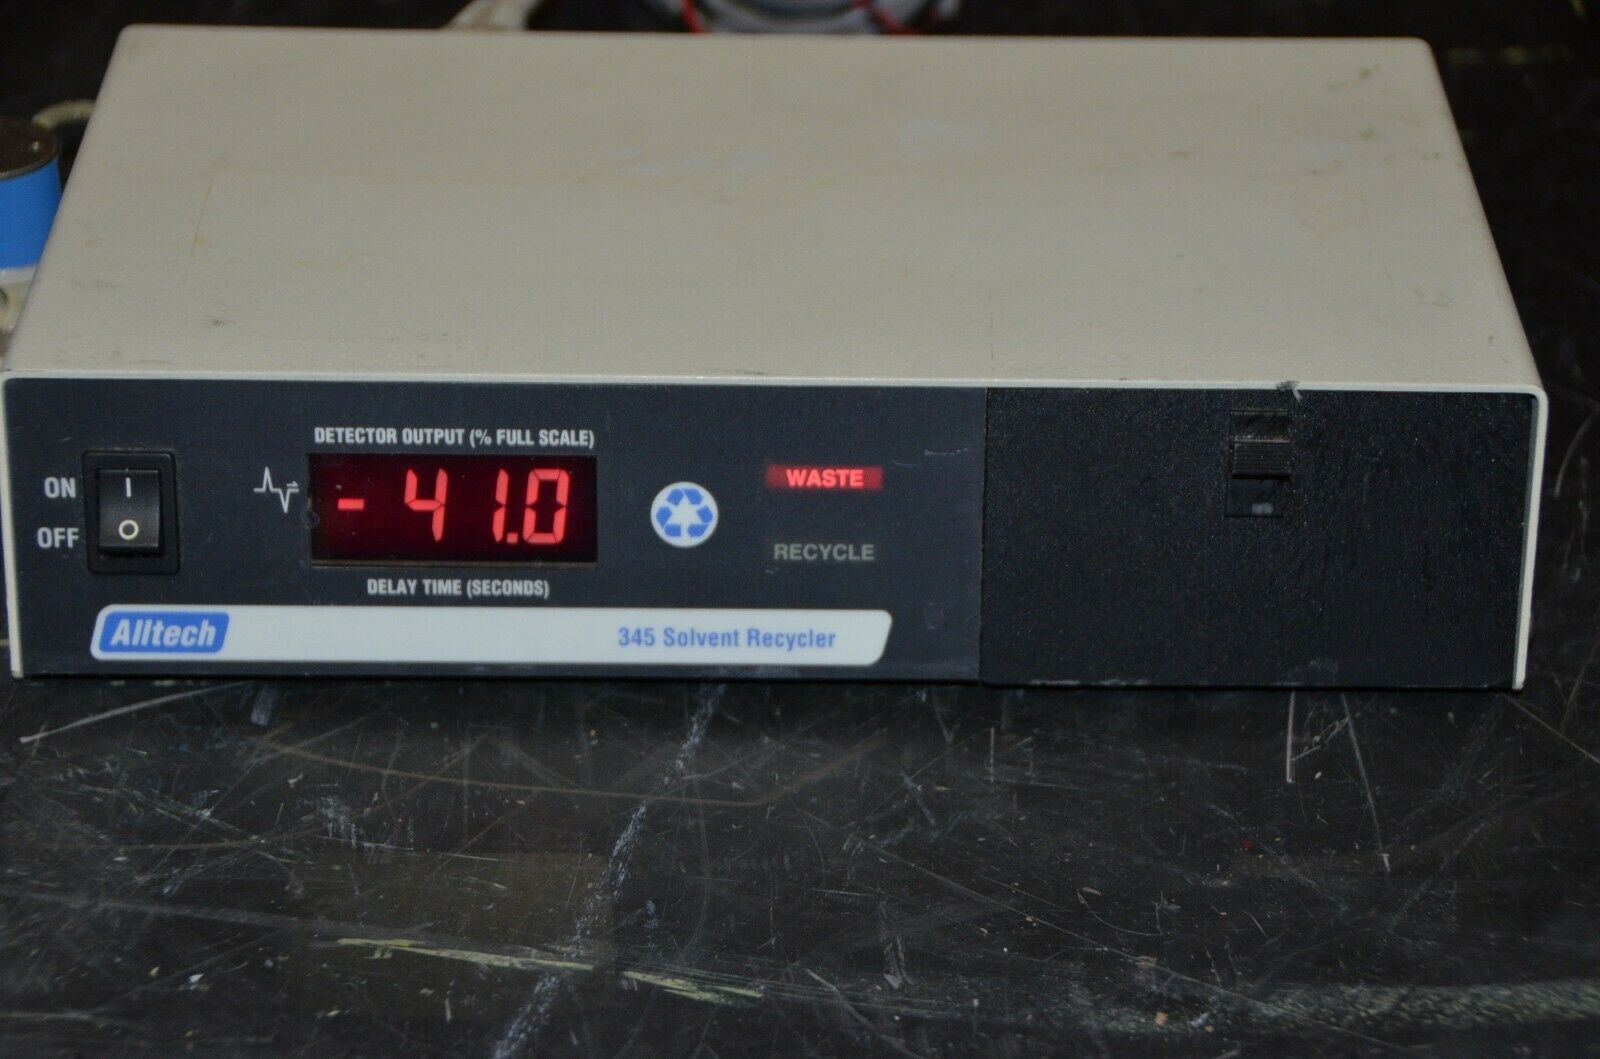 DETECTOR OUTPUT (% FULL SCALE)
ON
OFF
I
O
-41.0
WASTE
RECYCLE
DELAY TIME (SECONDS)
Alltech
345 Solvent Recycler